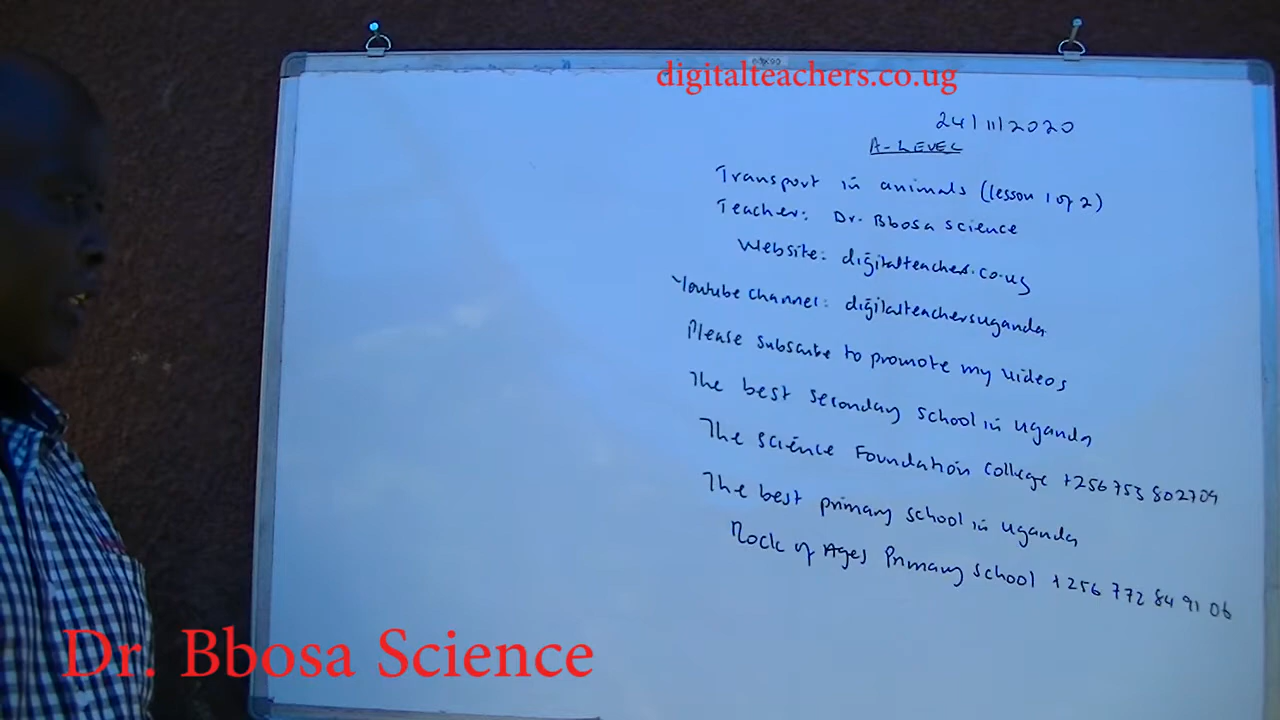 digitalteachers.co.ug
24/11/2020
A-LEVEL
Transport in animals (lesson 1 of 2)
Teacher: Dr. Bbosa science
Website: digitalteachers.co.ug
Youtube channel: digitalteachersuganda
Please subscribe to promote my videos
The best secondary school in Uganda
The science Foundation College +256 753 802709
The best primary school in Uganda
Rock of Ages Primary school +256 772 84 91 06
Dr. Bbosa Science